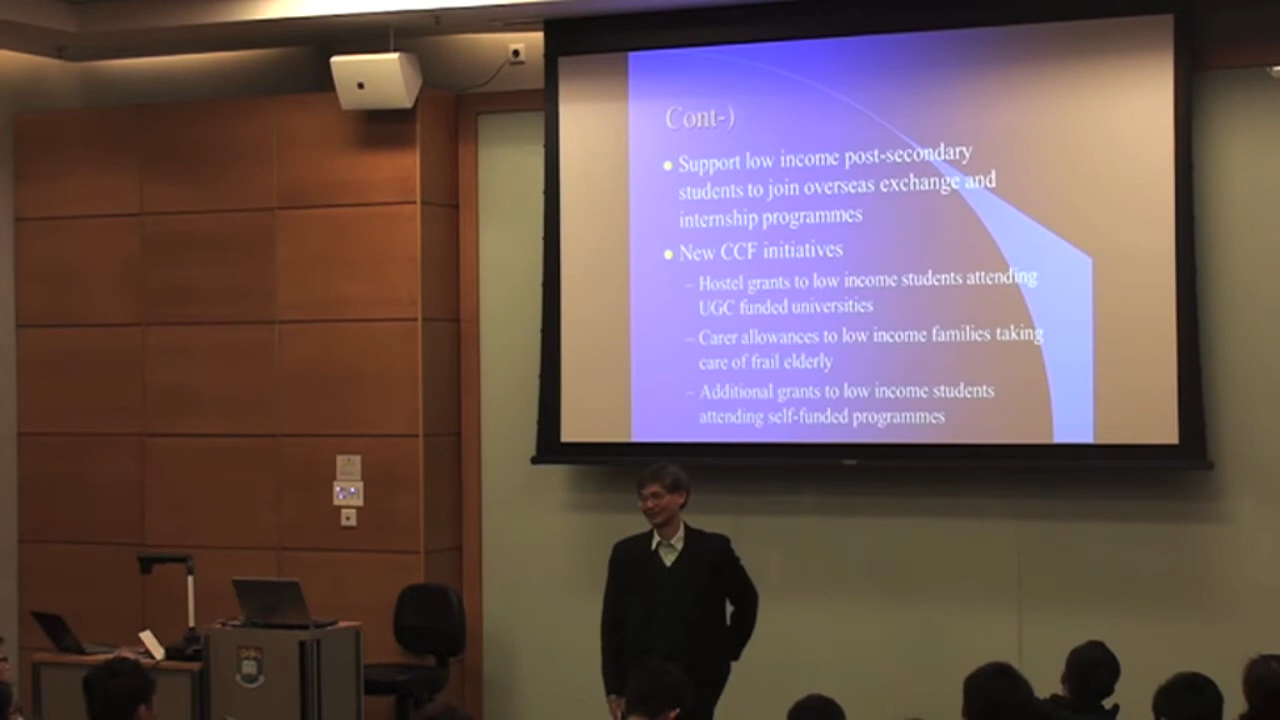 Cont-)
● Support low income post-secondary
students to join overseas exchange and
internship programmes
● New CCF initiatives
– Hostel grants to low income students attending
UGC funded universities
– Carer allowances to low income families taking
care of frail elderly
– Additional grants to low income students
attending self-funded programmes